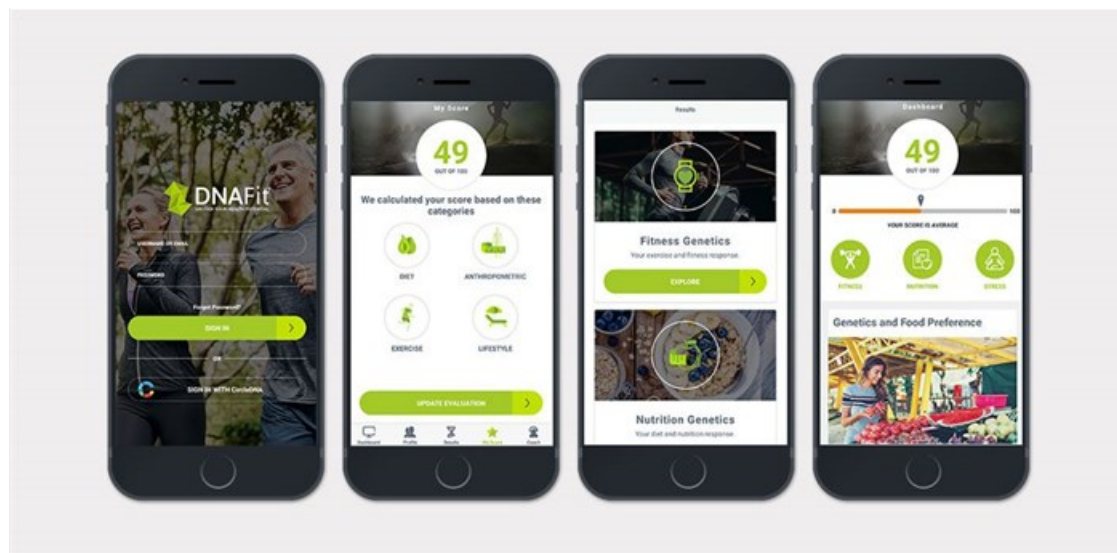 DNAFit
USERNAME OR EMAIL
PASSWORD
Forgot Password?
SIGN IN
OR
SIGN IN WITH CircleDNA
My Score
49
OUT OF 100
We calculated your score based on these
categories
DIET
ANTHROPOMETRIC
EXERCISE
LIFESTYLE
UPDATE EVALUATION
Dashboard
Profile
Results
My Score
Coach
Results
Fitness Genetics
Your exercise and fitness response.
EXPLORE
Nutrition Genetics
Your diet and nutrition response.
Dashboard
49
OUT OF 100
0
100
YOUR SCORE IS AVERAGE
FITNESS
NUTRITION
STRESS
Genetics and Food Preference